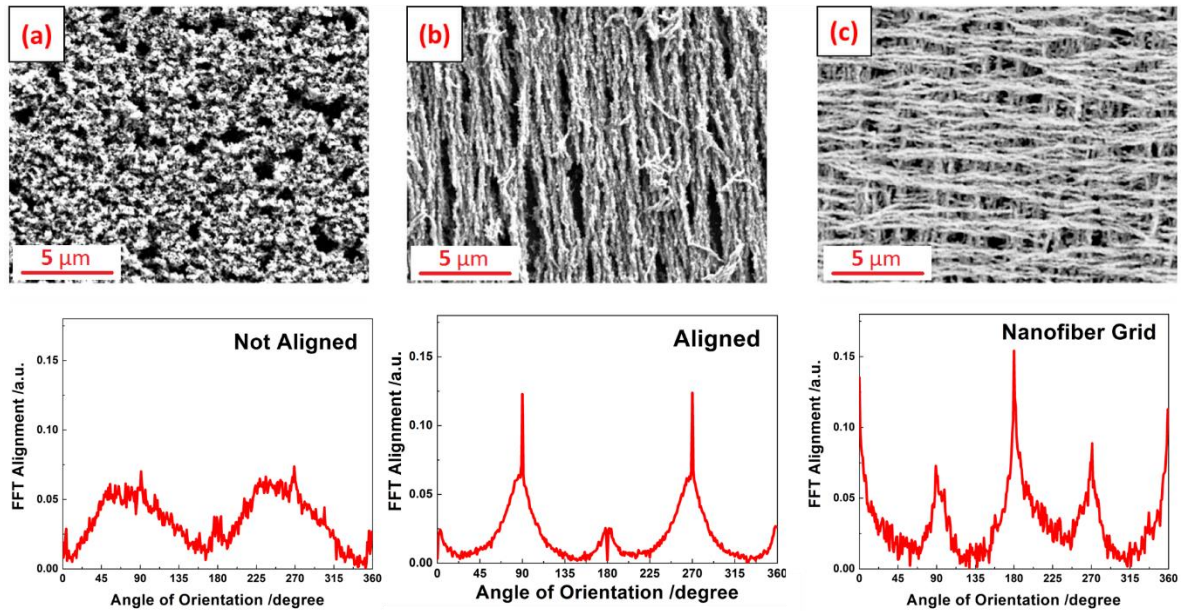 (a)
5 µm
(b)
5 µm
(c)
5 µm
Not Aligned
FFT Alignment /a.u.
0.15
0.10
0.05
0.00
0 45 90 135 180 225 270 315 360
Angle of Orientation /degree
Aligned
FFT Alignment /a.u.
0.15
0.10
0.05
0.00
0 45 90 135 180 225 270 315 360
Angle of Orientation /degree
Nanofiber Grid
FFT Alignment /a.u.
0.15
0.10
0.05
0.00
0 45 90 135 180 225 270 315 360
Angle of Orientation /degree